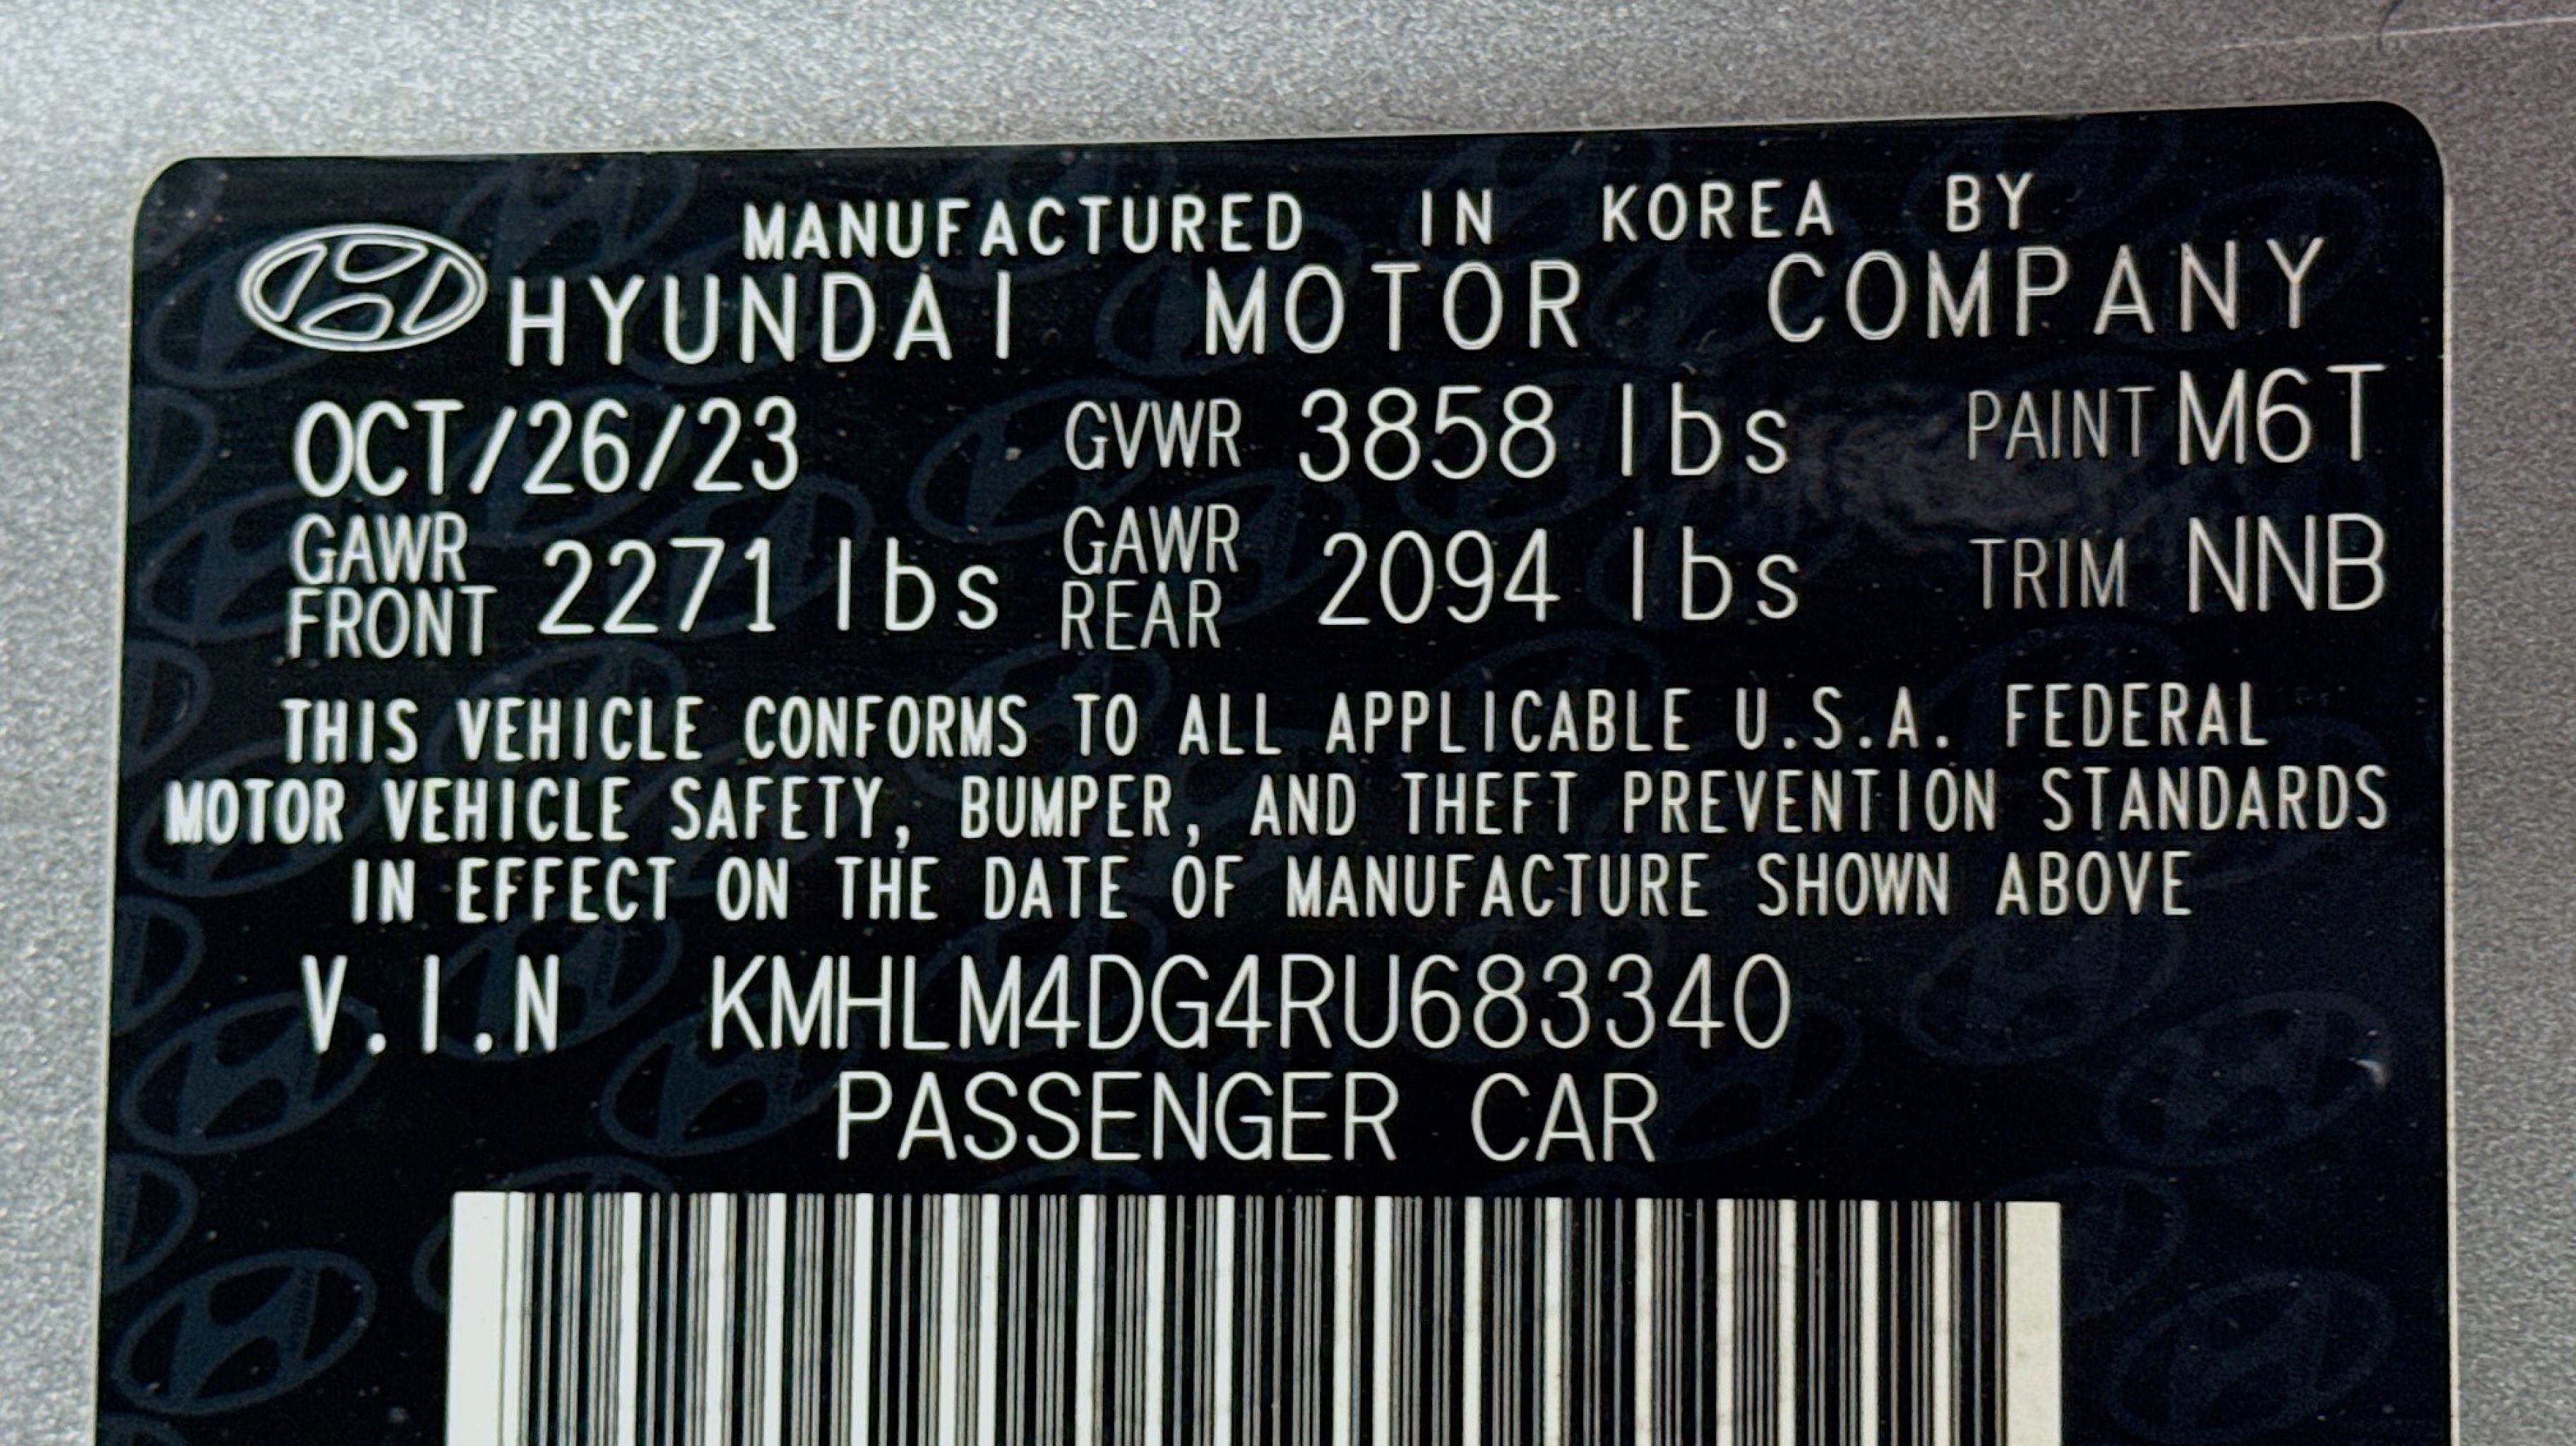 MANUFACTURED IN KOREA BY
HYUNDAI MOTOR COMPANY
OCT/26/23 GVWR 3858 lbs PAINT M6T
GAWR FRONT 2271 lbs GAWR REAR 2094 lbs TRIM NNB
THIS VEHICLE CONFORMS TO ALL APPLICABLE U.S.A. FEDERAL
MOTOR VEHICLE SAFETY, BUMPER, AND THEFT PREVENTION STANDARDS
IN EFFECT ON THE DATE OF MANUFACTURE SHOWN ABOVE
V.I.N KMHLM4DG4RU683340
PASSENGER CAR